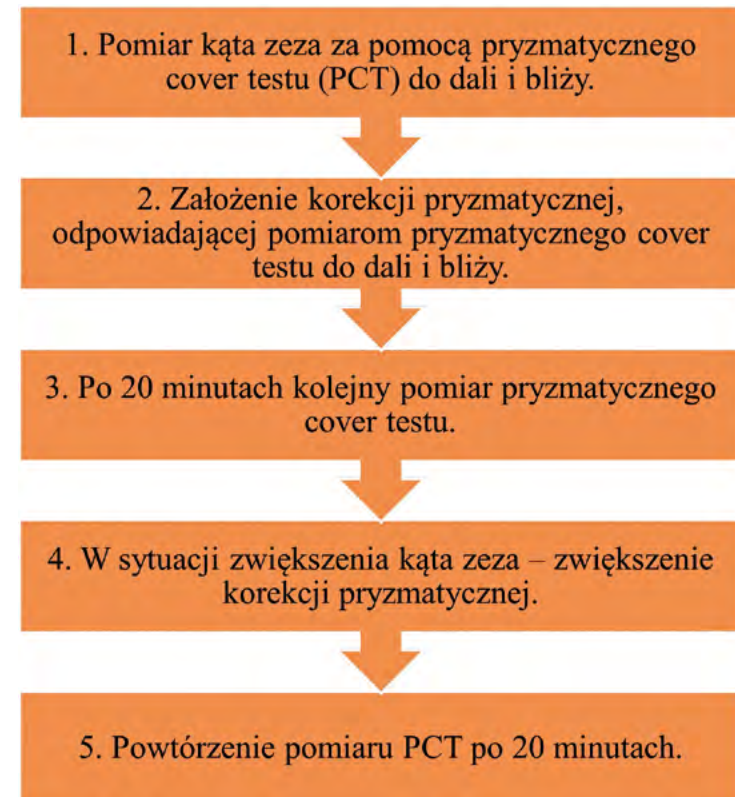 1. Pomiar kąta zeza za pomocą pryzmatycznego
cover testu (PCT) do dali i bliży.
2. Założenie korekcji pryzmatycznej,
odpowiadającej pomiarom pryzmatycznego cover
testu do dali i bliży.
3. Po 20 minutach kolejny pomiar pryzmatycznego
cover testu.
4. W sytuacji zwiększenia kąta zeza – zwiększenie
korekcji pryzmatycznej.
5. Powtórzenie pomiaru PCT po 20 minutach.